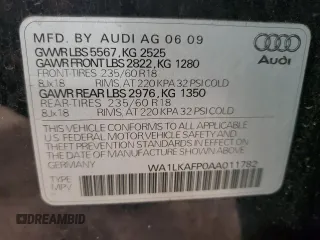 MFD. BY AUDI AG 06 09
GVWR LBS 5567, KG 2525
GAWR FRONT LBS 2822, KG 1280
FRONT-TIRES 235/60 R18
8Jx18 RIMS, AT 220 KPA 32 PSI COLD
GAWR REAR LBS 2976, KG 1350
REAR-TIRES 235/60 R18
8Jx18 RIMS, AT 220 KPA 32 PSI COLD
Audi
THIS VEHICLE CONFORMS TO ALL APPLICABLE
U.S. FEDERAL MOTOR VEHICLE SAFETY BUMPER AND
THEFT PREVENTION STANDARDS IN EFFECT ON THE
DATE OF MANUFACTURE SHOWN ABOVE
GERMANY WA1LKAFP0AA011782
TYPE
MPV
DREAMBID